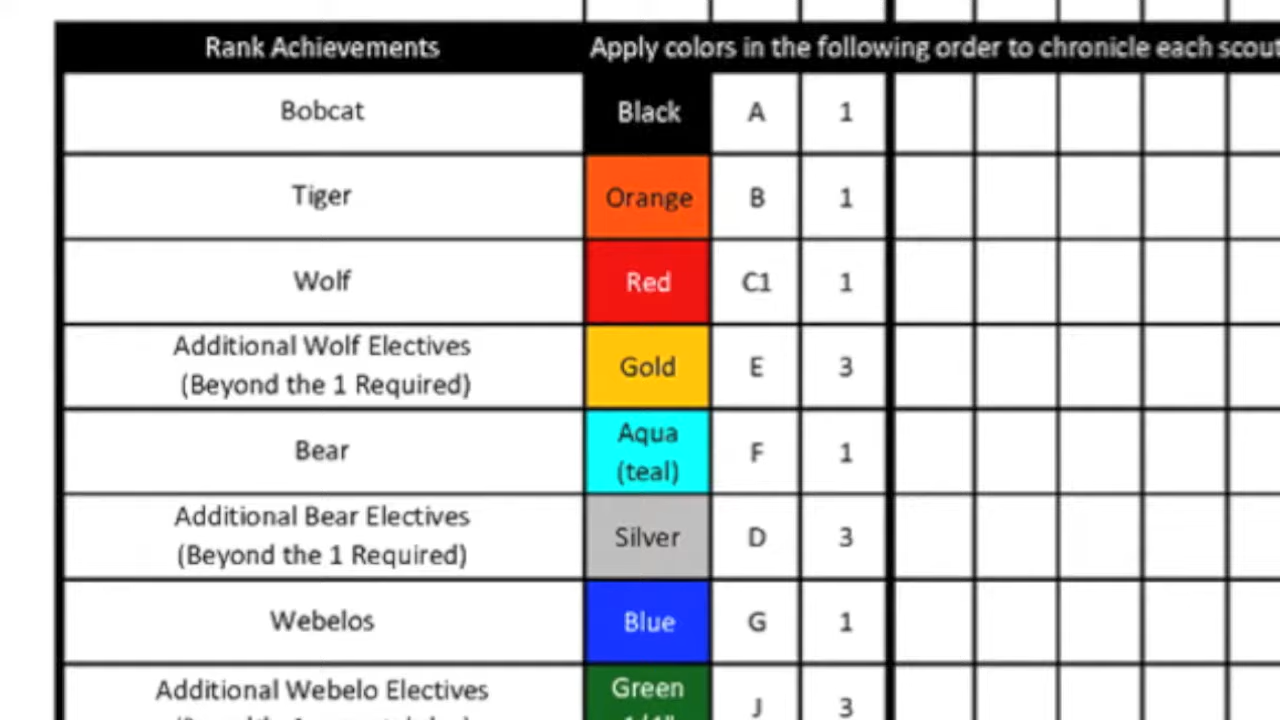 Rank Achievements Apply colors in the following order to chronicle each scout
Bobcat Black A 1
Tiger Orange B 1
Wolf Red C1 1
Additional Wolf Electives
(Beyond the 1 Required) Gold E 3
Bear Aqua
(teal) F 1
Additional Bear Electives
(Beyond the 1 Required) Silver D 3
Webelos Blue G 1
Additional Webelo Electives Green J 3